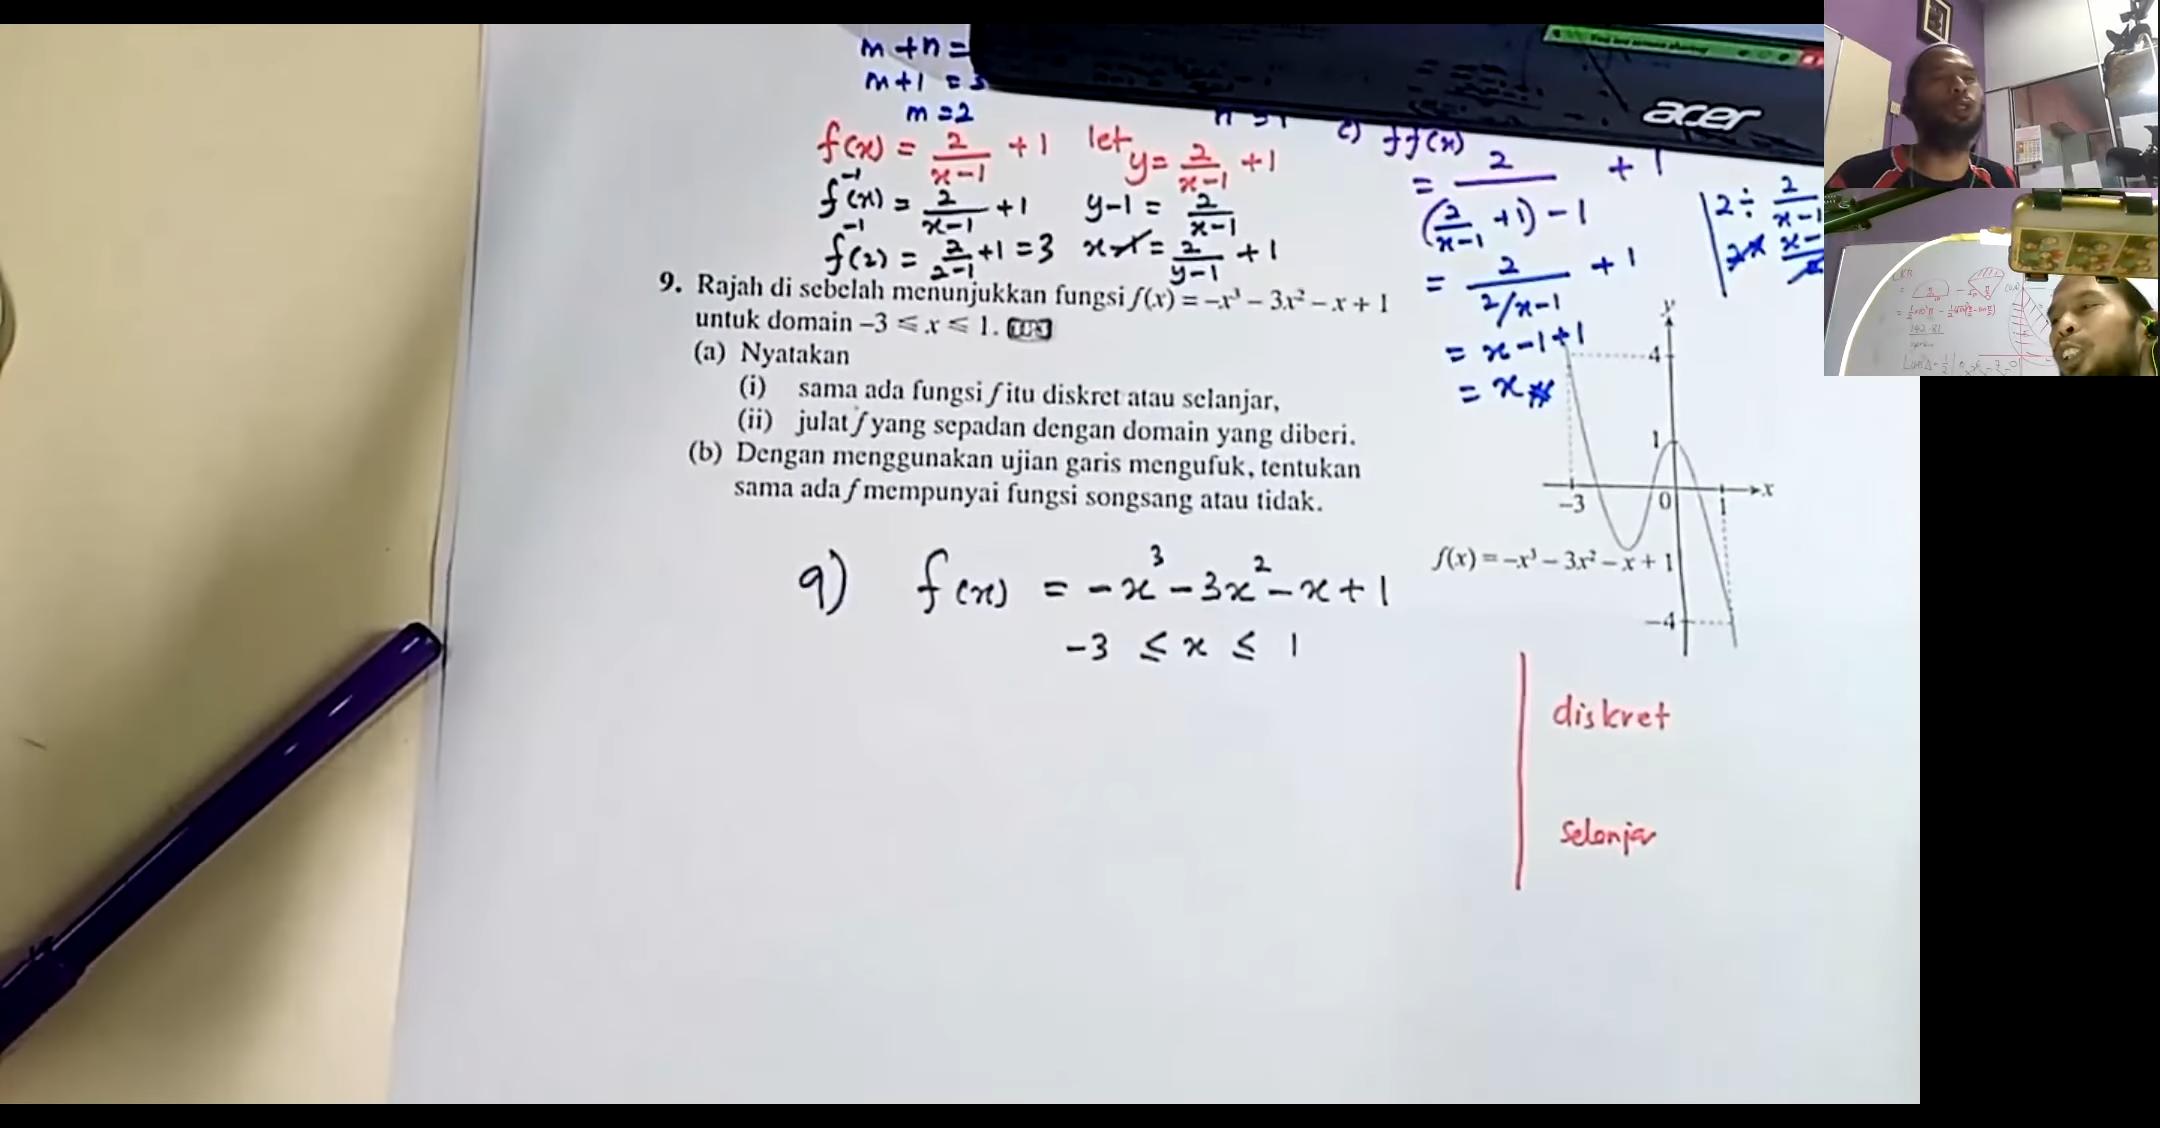 m + n =
m + 1 = 3
m = 2
acer
f(x) = 2/(x-1) + 1
let y = 2/(x-1) + 1
f⁻¹(x) = 2/(x-1) + 1
y-1 = 2/(x-1)
f⁻¹(2) = 2/(2-1) + 1 = 3
x-1 = 2/(y-1) + 1
c) ff(x)
= 2/((2/(x-1) + 1) - 1) + 1
= 2/(2/x-1) + 1
= x-1+1
= x
2 ÷ 2/(x-1)
9. Rajah di sebelah menunjukkan fungsi f(x) = –x³ – 3x² – x + 1
untuk domain –3 ⩽ x ⩽ 1.
(a) Nyatakan
(i) sama ada fungsi f itu diskret atau selanjar,
(ii) julat f yang sepadan dengan domain yang diberi.
(b) Dengan menggunakan ujian garis mengufuk, tentukan
sama ada f mempunyai fungsi songsang atau tidak.
y
4
1
–3
0
1
x
f(x) = –x³ – 3x² – x + 1
–4
9) f(x) = -x³ - 3x² - x + 1
-3 ≤ x ≤ 1
diskret
selanjar